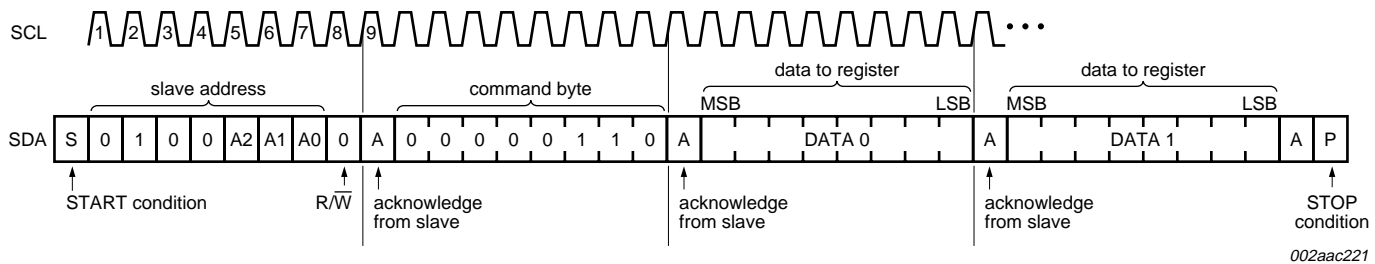 SCL 1 2 3 4 5 6 7 8 9 •••
slave address command byte data to register data to register
MSB LSB MSB LSB
SDA S 0 1 0 0 A2 A1 A0 0 A 0 0 0 0 0 1 1 0 A DATA 0 A DATA 1 A P
START condition R/W̅ acknowledge acknowledge acknowledge STOP
from slave from slave from slave condition
002aac221